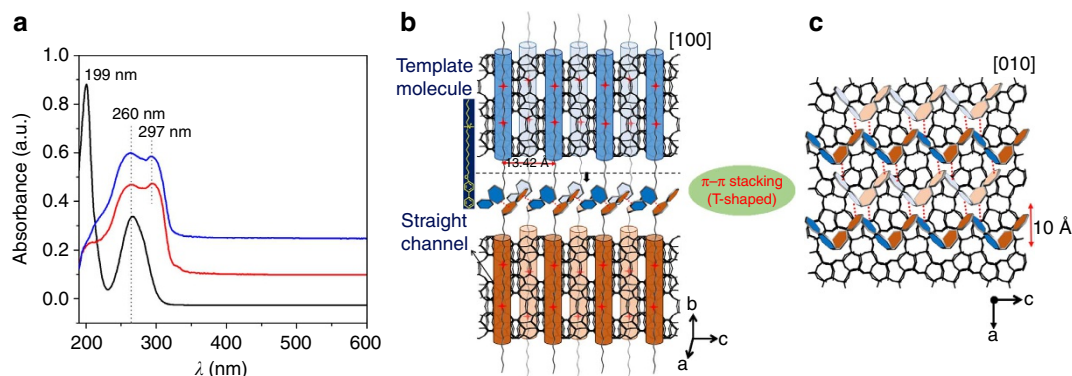 a
1.0
0.8
0.6
0.4
0.2
0.0
Absorbance (a.u.)
199 nm
260 nm
297 nm
200
300
400
500
600
λ (nm)
b
[100]
Template
molecule
13.42 Å
π–π stacking
(T-shaped)
Straight
channel
b
c
a
c
[010]
10 Å
c
a